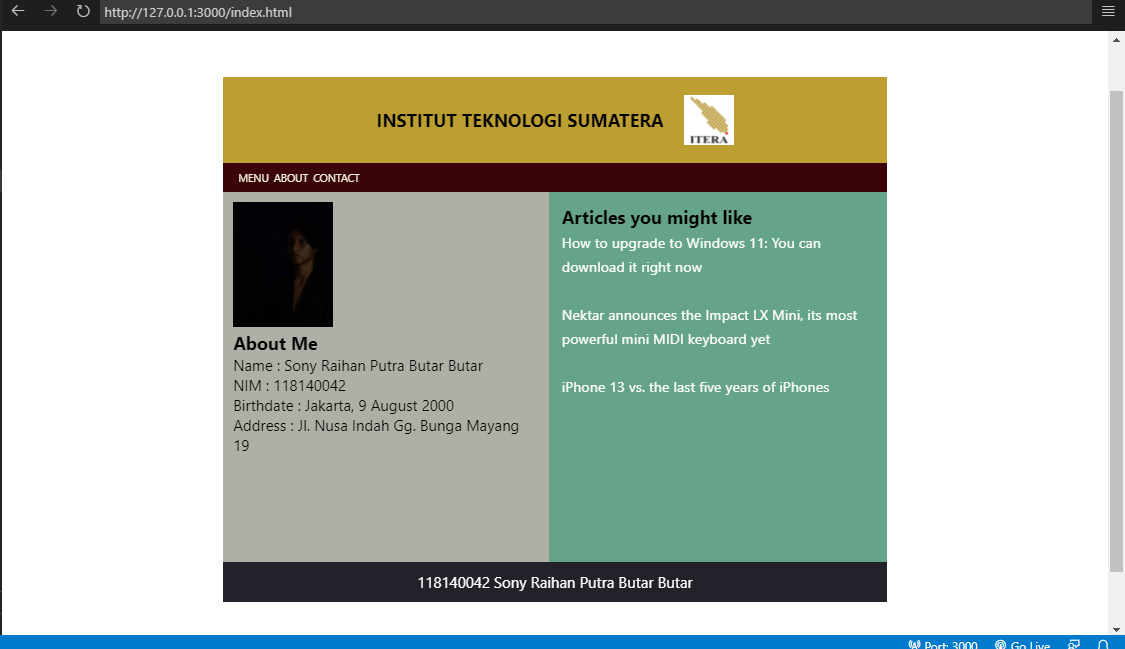 http://127.0.0.1:3000/index.html
INSTITUT TEKNOLOGI SUMATERA
ITERA
MENU ABOUT CONTACT
About Me
Name : Sony Raihan Putra Butar Butar
NIM : 118140042
Birthdate : Jakarta, 9 August 2000
Address : Jl. Nusa Indah Gg. Bunga Mayang
19
Articles you might like
How to upgrade to Windows 11: You can
download it right now
Nektar announces the Impact LX Mini, its most
powerful mini MIDI keyboard yet
iPhone 13 vs. the last five years of iPhones
118140042 Sony Raihan Putra Butar Butar
Port: 3000
Go Live